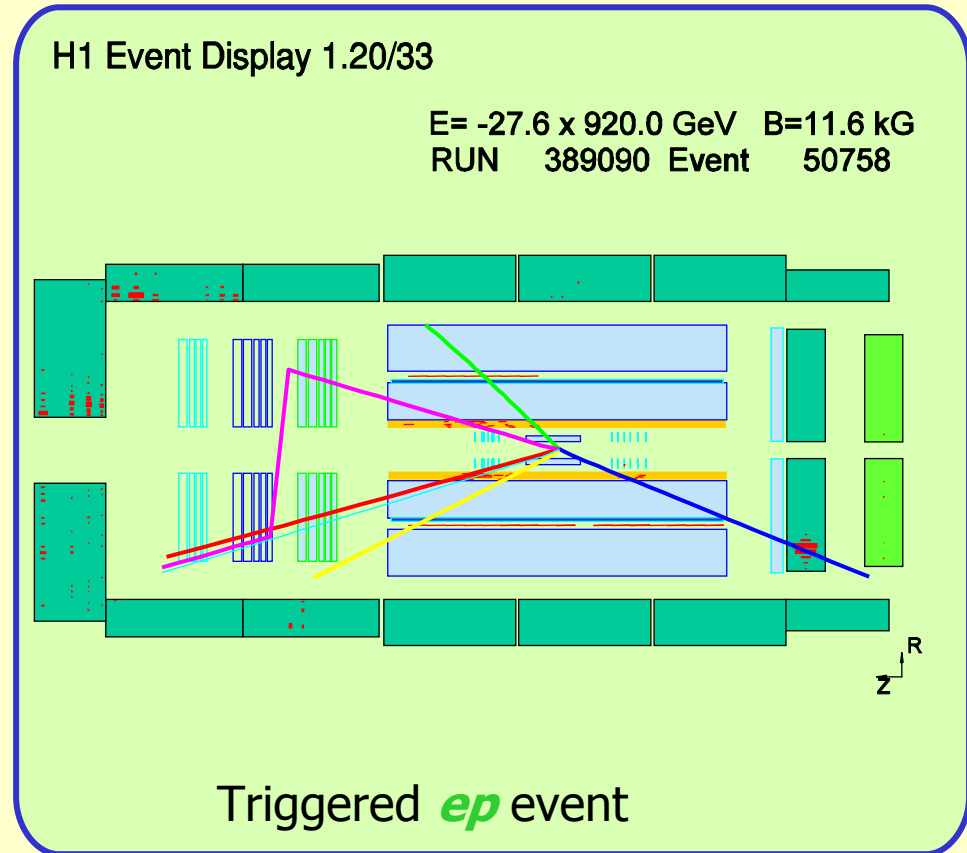 H1 Event Display 1.20/33
E= -27.6 x 920.0 GeV B=11.6 kG
RUN 389090 Event 50758
R
Z
Triggered ep event